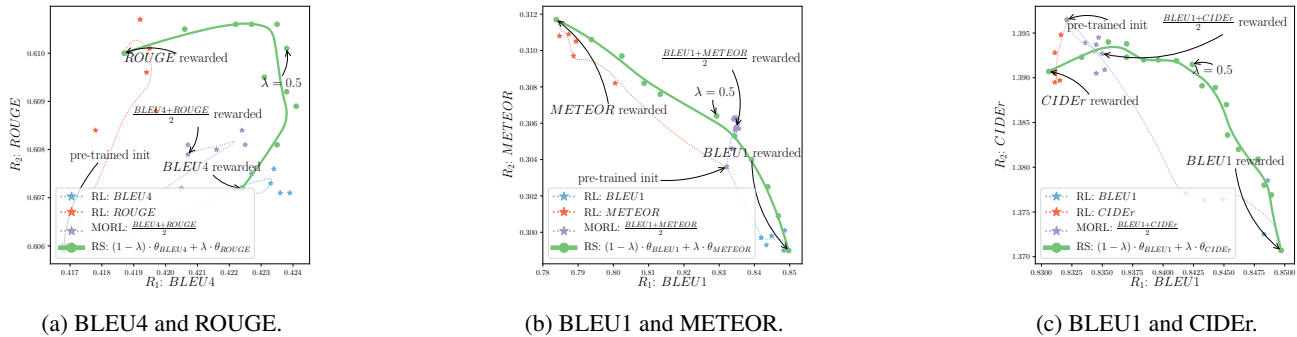 0.610
0.609
0.608
0.607
0.606
R₂: ROUGE
ROUGE rewarded
λ = 0.5
BLEU4+ROUGE/2 rewarded
BLEU4 rewarded
pre-trained init
RL: BLEU4
RL: ROUGE
MORL: BLEU4+ROUGE/2
RS: (1 − λ) · θ_BLEU4 + λ · θ_ROUGE
0.417 0.418 0.419 0.420 0.421 0.422 0.423 0.424
R₁: BLEU4
(a) BLEU4 and ROUGE.
0.312
0.310
0.308
0.306
0.304
0.302
0.300
R₂: METEOR
BLEU1+METEOR/2
METEOR rewarded
λ = 0.5
BLEU1 rewarded
pre-trained init
RL: BLEU1
RL: METEOR
MORL: BLEU1+METEOR/2
RS: (1 − λ) · θ_BLEU1 + λ · θ_METEOR
0.78 0.79 0.80 0.81 0.82 0.83 0.84 0.85
R₁: BLEU1
(b) BLEU1 and METEOR.
1.395
1.390
1.385
1.380
1.375
1.370
R₂: CIDEr
pre-trained init
BLEU1+CIDEr/2 rewarded
λ = 0.5
CIDEr rewarded
BLEU1 rewarded
RL: BLEU1
RL: CIDEr
MORL: BLEU1+CIDEr/2
RS: (1 − λ) · θ_BLEU1 + λ · θ_CIDEr
0.8300 0.8325 0.8350 0.8375 0.8400 0.8425 0.8450 0.8475 0.8500
R₁: BLEU1
(c) BLEU1 and CIDEr.